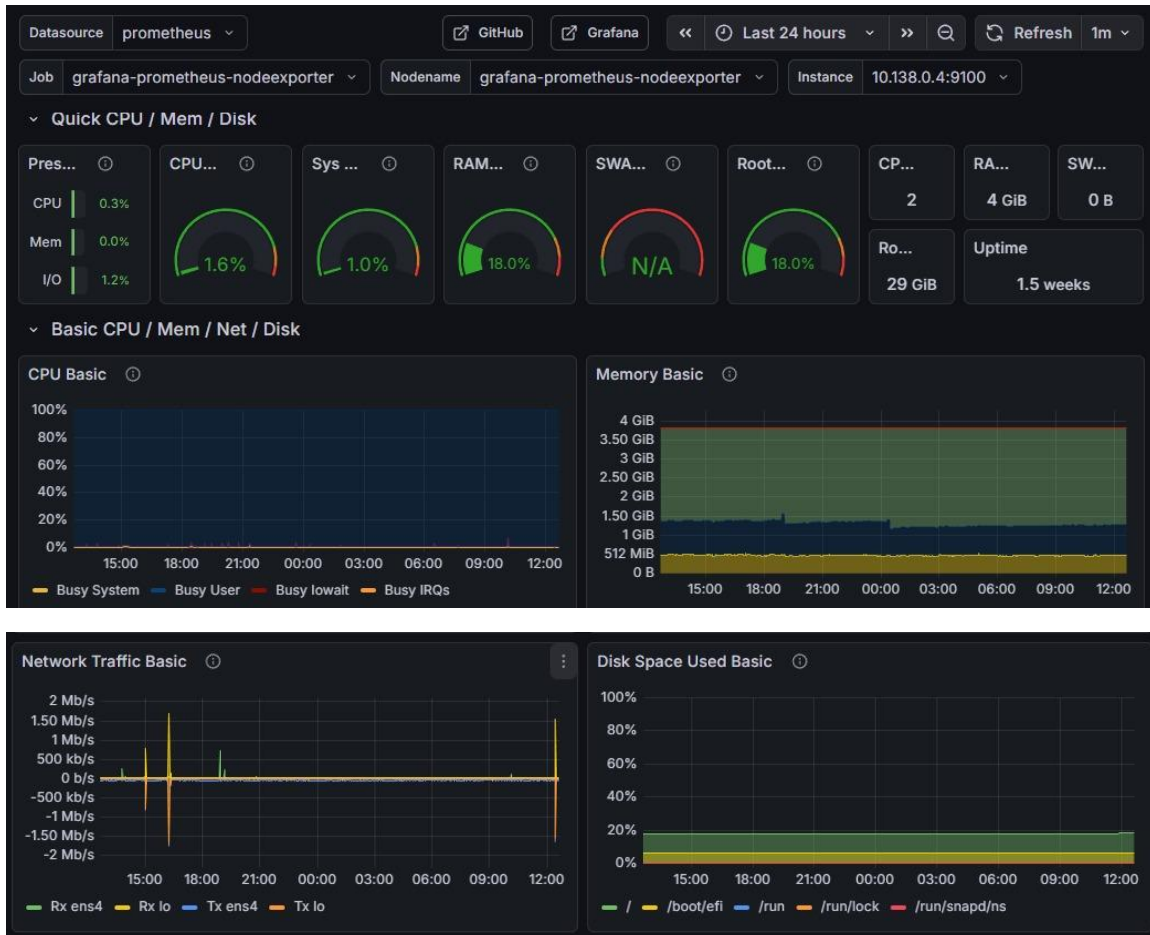 Datasource prometheus GitHub Grafana Last 24 hours Refresh 1m
Job grafana-prometheus-nodeexporter Nodename grafana-prometheus-nodeexporter Instance 10.138.0.4:9100
Quick CPU / Mem / Disk
Pres... CPU... Sys ... RAM... SWA... Root... CP... RA... SW...
CPU 0.3%
Mem 0.0%
I/O 1.2%
1.6% 1.0% 18.0% N/A 18.0%
2 4 GiB 0 B
Ro... Uptime
29 GiB 1.5 weeks
Basic CPU / Mem / Net / Disk
CPU Basic
100%
80%
60%
40%
20%
0%
15:00 18:00 21:00 00:00 03:00 06:00 09:00 12:00
Busy System Busy User Busy Iowait Busy IRQs
Memory Basic
4 GiB
3.50 GiB
3 GiB
2.50 GiB
2 GiB
1.50 GiB
1 GiB
512 MiB
0 B
15:00 18:00 21:00 00:00 03:00 06:00 09:00 12:00
Network Traffic Basic
2 Mb/s
1.50 Mb/s
1 Mb/s
500 kb/s
0 b/s
-500 kb/s
-1 Mb/s
-1.50 Mb/s
-2 Mb/s
15:00 18:00 21:00 00:00 03:00 06:00 09:00 12:00
Rx ens4 Rx lo Tx ens4 Tx lo
Disk Space Used Basic
100%
80%
60%
40%
20%
0%
15:00 18:00 21:00 00:00 03:00 06:00 09:00 12:00
/ /boot/efi /run /run/lock /run/snapd/ns